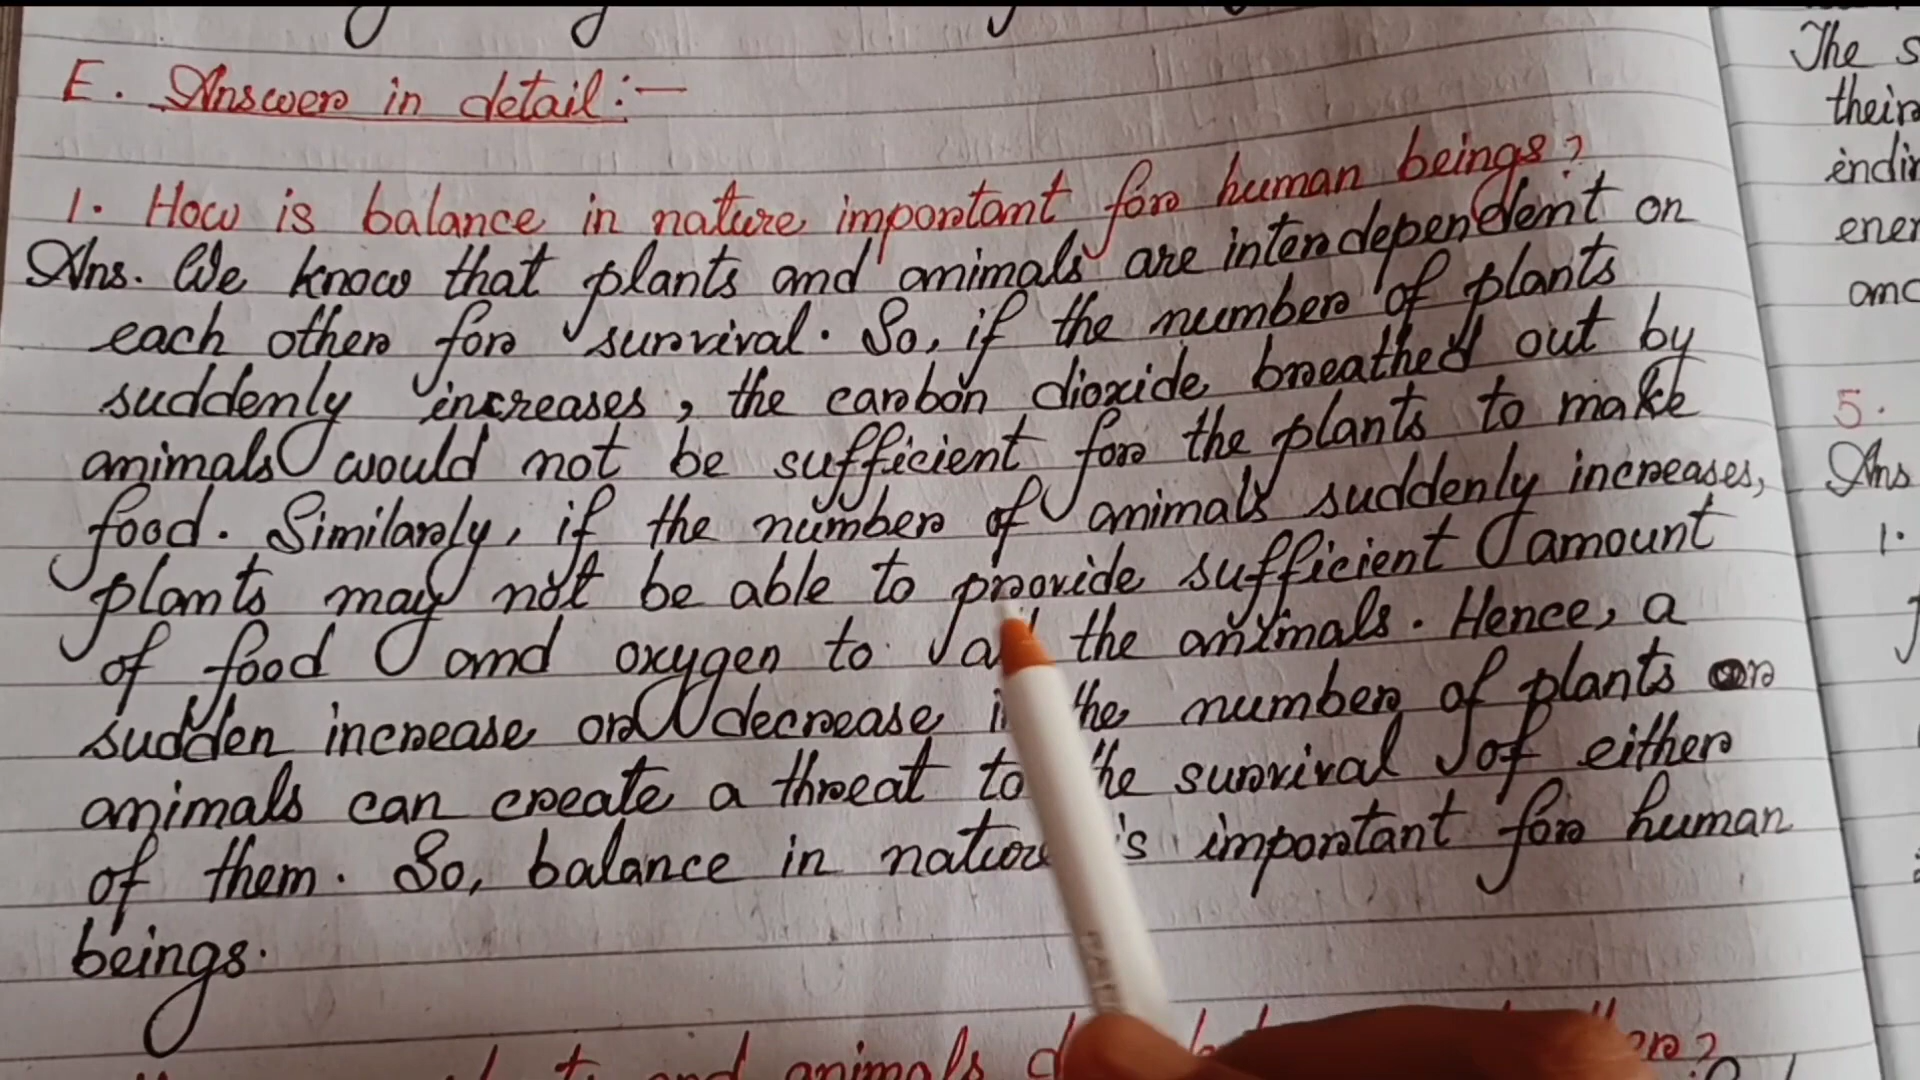 E. Answer in detail:-
1. How is balance in nature important for human beings?
Ans. We know that plants and animals are interdependent on
each other for survival. So, if the number of plants
suddenly increases, the carbon dioxide breathed out by
animals would not be sufficient for the plants to make
food. Similarly, if the number of animals suddenly increases,
plants may not be able to provide sufficient amount
of food and oxygen to the animals. Hence, a
sudden increase or decrease the number of plants or
animals can create a threat to the survival of either
of them. So, balance in nature is important for human
beings.
and animals
The
their
5.
Ans
1.